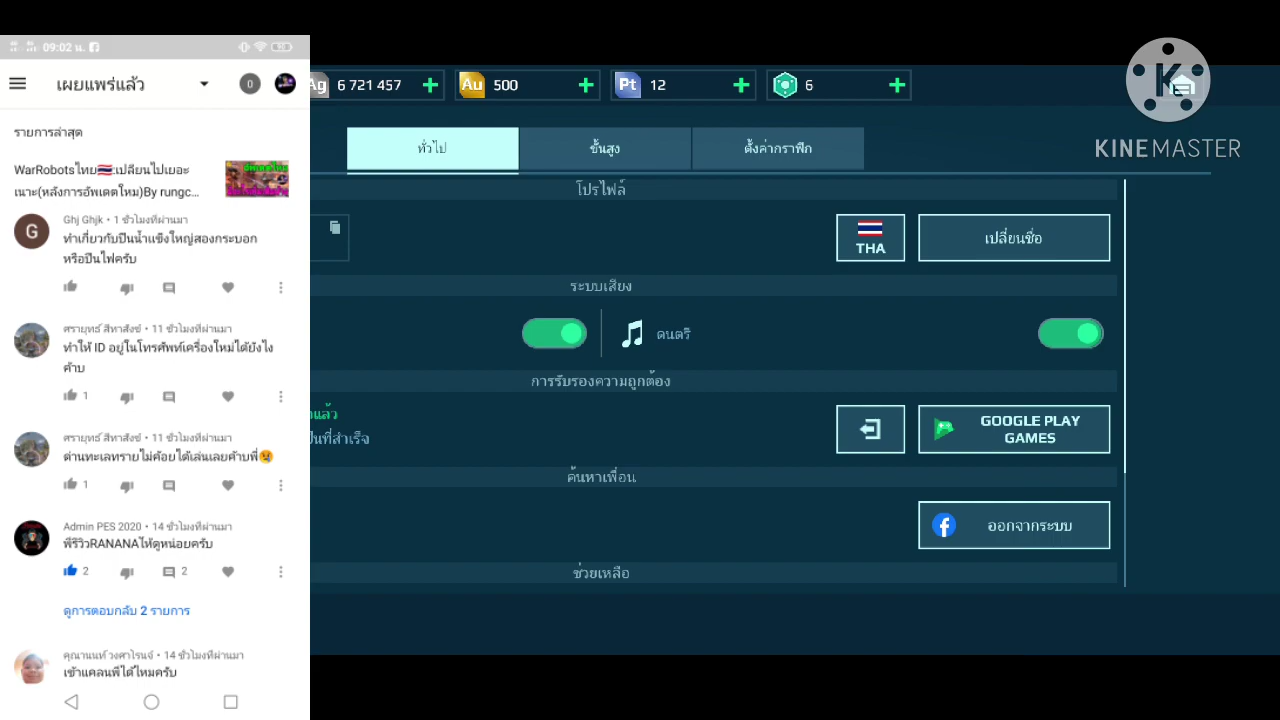 09:02 น.
90
เผยแพร่แล้ว
0
รายการล่าสุด
WarRobotsไทย🇹🇭:เปลี่ยนไปเยอะ
เนาะ(หลังการอัพเดตใหม่)By rungc...
Ghj Ghjk • 1 ชั่วโมงที่ผ่านมา
G
ทำเกี่ยวกับปืนน้ำแข็งใหญ่สองกระบอก
หรือปืนไฟครับ
ศรายุทธ์ สีทาสังข์ • 11 ชั่วโมงที่ผ่านมา
ทำให้ ID อยู่ในโทรศัพท์เครื่องใหม่ได้ยังไง
ค้าบ
1
ศรายุทธ์ สีทาสังข์ • 11 ชั่วโมงที่ผ่านมา
ด่านทะเลทรายไม่ค้อยได้เล่นเลยค้าบพี่😢
1
Admin PES 2020 • 14 ชั่วโมงที่ผ่านมา
พี่รีวิวRANANAให้ดูหน่อยครับ
2
2
ดูการตอบกลับ 2 รายการ
คุณานนท์ วงศาโรจน์ • 14 ชั่วโมงที่ผ่านมา
เข้าแคลนพี่ได้ไหมครับ
Ag 6 721 457
Au 500
Pt 12
6
KINEMASTER
ทั่วไป
ขั้นสูง
ตั้งค่ากราฟิก
โปรไฟล์
THA
เปลี่ยนชื่อ
ระบบเสียง
ดนตรี
การรับรองความถูกต้อง
แล้ว
เป็นที่สำเร็จ
GOOGLE PLAY
GAMES
ค้นหาเพื่อน
ออกจากระบบ
ช่วยเหลือ